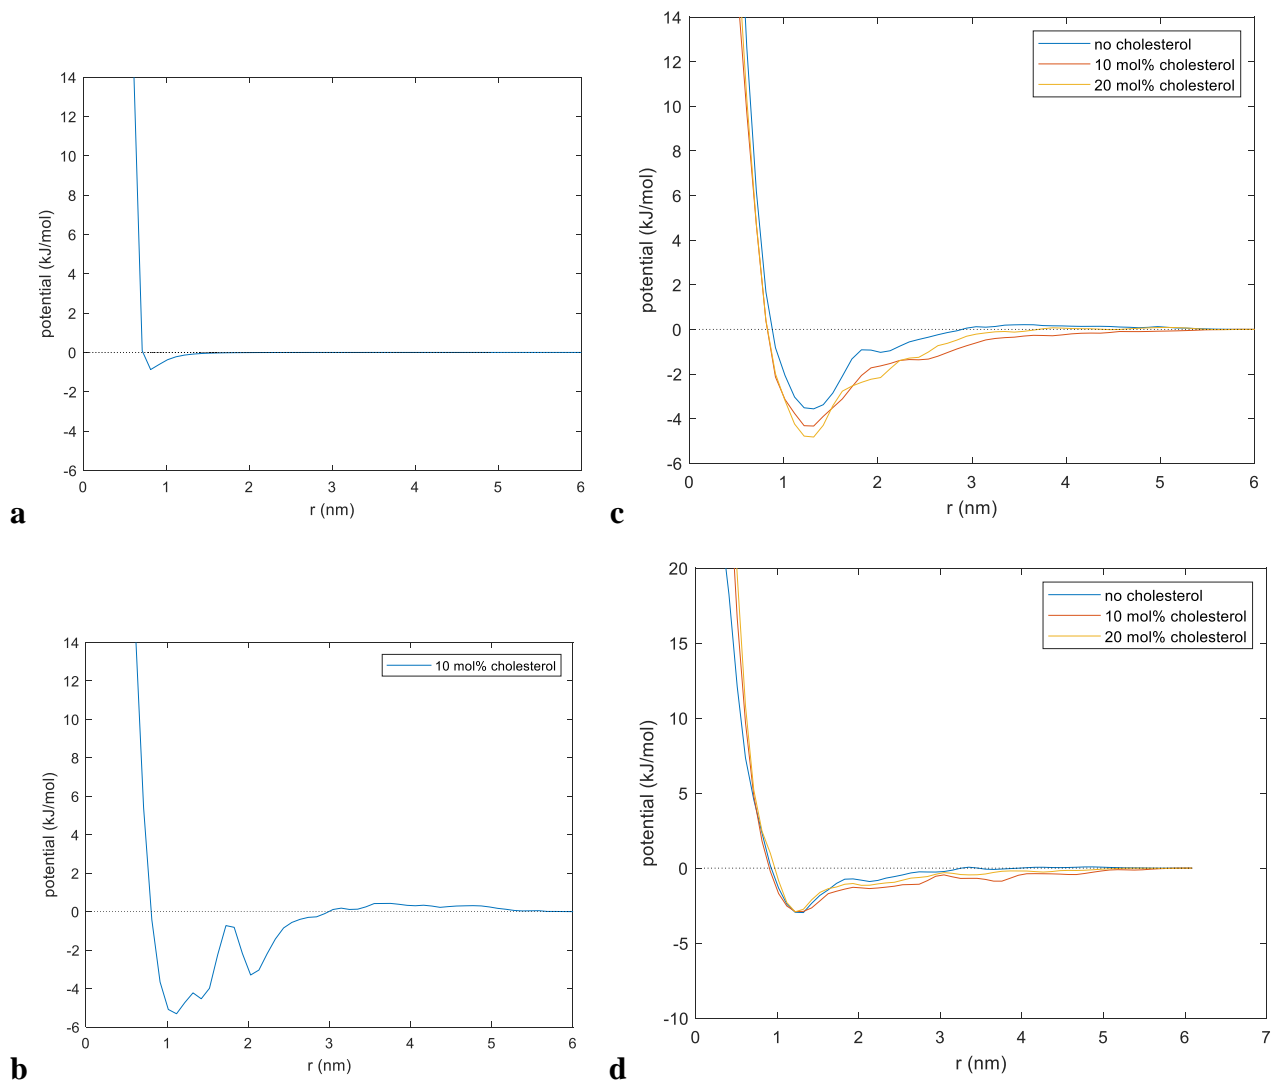 14
12
10
8
6
4
2
0
-2
-4
-6
0 1 2 3 4 5 6
potential (kJ/mol)
r (nm)
a
14
12
10
8
6
4
2
0
-2
-4
-6
0 1 2 3 4 5 6
potential (kJ/mol)
r (nm)
no cholesterol
10 mol% cholesterol
20 mol% cholesterol
c
14
12
10
8
6
4
2
0
-2
-4
-6
0 1 2 3 4 5 6
potential (kJ/mol)
r (nm)
10 mol% cholesterol
b
20
15
10
5
0
-5
-10
0 1 2 3 4 5 6 7
potential (kJ/mol)
r (nm)
no cholesterol
10 mol% cholesterol
20 mol% cholesterol
d